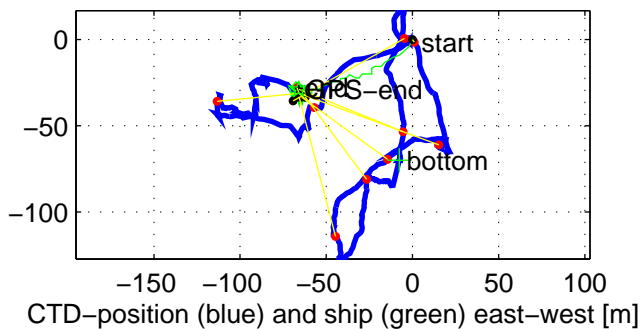 0
start
end
GPS−end
−50
bottom
−100
−150 −100 −50 0 50 100
CTD−position (blue) and ship (green) east−west [m]